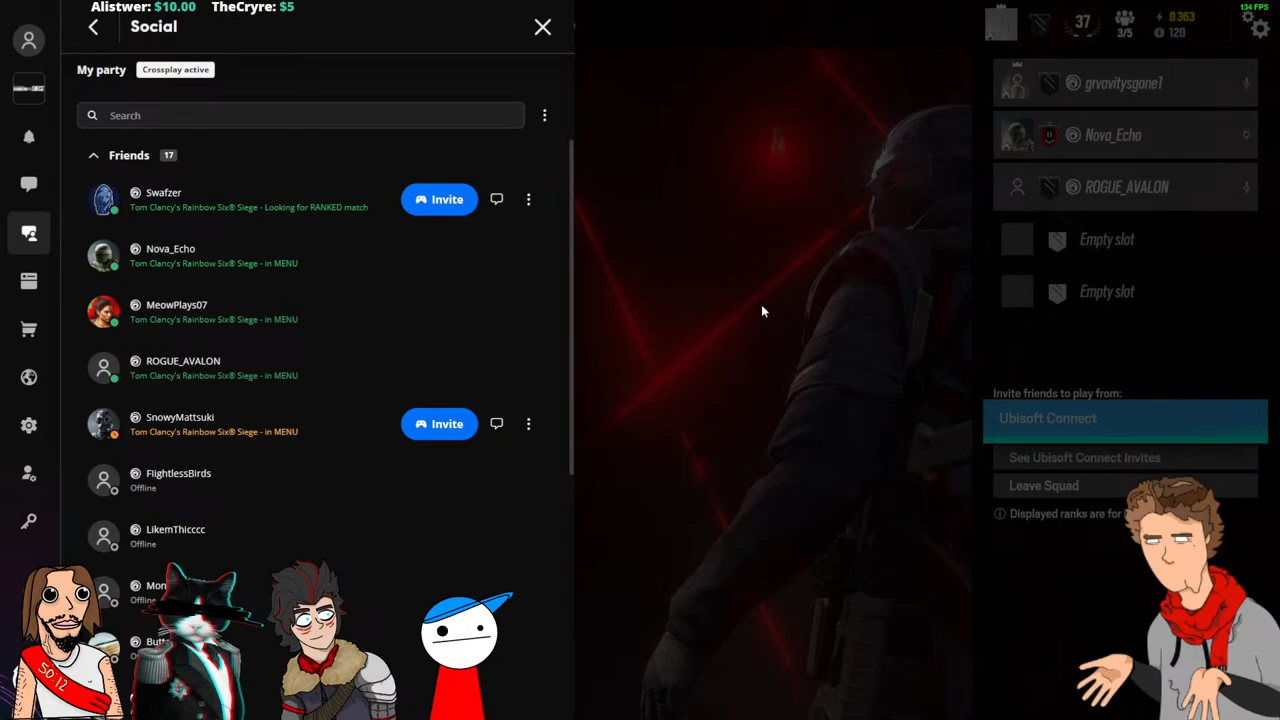 Alistwer: $10.00 TheCryre: $5
134 FPS
Social
My party Crossplay active
Search
Friends 17
Swafzer
Tom Clancy's Rainbow Six® Siege - Looking for RANKED match
Invite
Nova_Echo
Tom Clancy's Rainbow Six® Siege - in MENU
MeowPlays07
Tom Clancy's Rainbow Six® Siege - in MENU
ROGUE_AVALON
Tom Clancy's Rainbow Six® Siege - in MENU
SnowyMattsuki
Tom Clancy's Rainbow Six® Siege - in MENU
Invite
FlightlessBirds
Offline
LikemThicccc
Offline
50:12
37
3/5
8363
120
grvavitysgone1
Nova_Echo
ROGUE_AVALON
Empty slot
Empty slot
Invite friends to play from:
Ubisoft Connect
See Ubisoft Connect Invites
Leave Squad
Displayed ranks are for